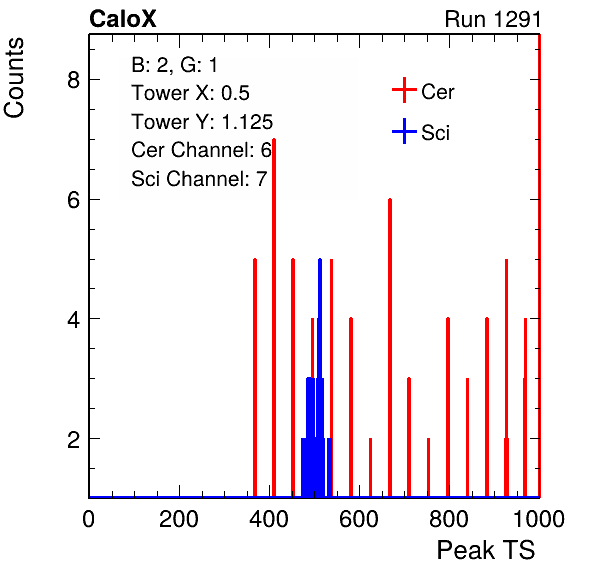 CaloX Run 1291
Counts
B: 2, G: 1
Tower X: 0.5
Tower Y: 1.125
Cer Channel: 6
Sci Channel: 7
Cer
Sci
8
6
4
2
0 200 400 600 800 1000
Peak TS